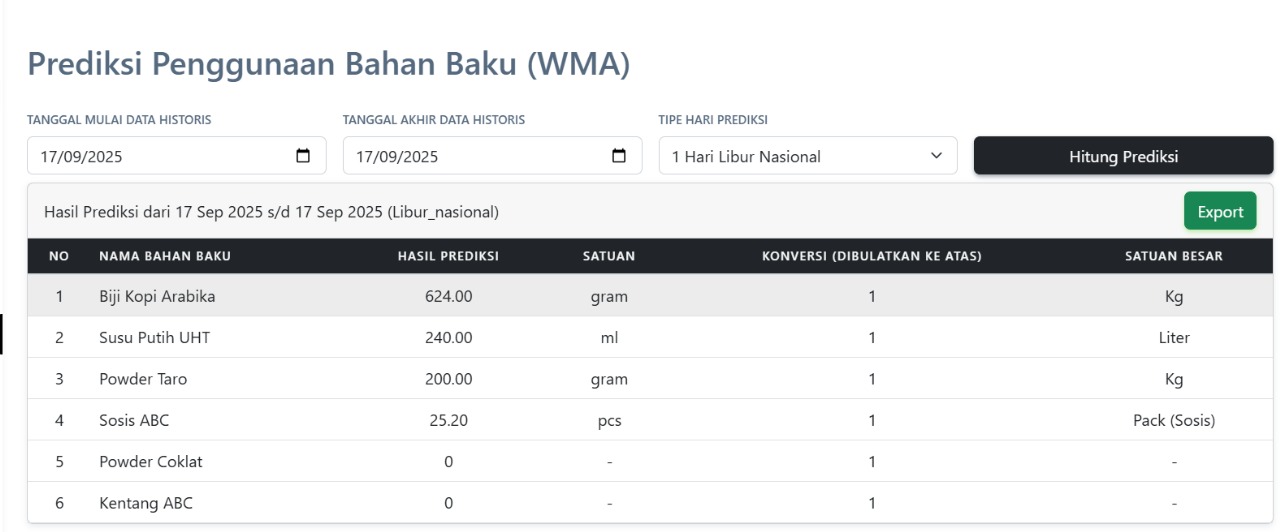 Prediksi Penggunaan Bahan Baku (WMA)
TANGGAL MULAI DATA HISTORIS TANGGAL AKHIR DATA HISTORIS TIPE HARI PREDIKSI
17/09/2025 17/09/2025 1 Hari Libur Nasional Hitung Prediksi
Hasil Prediksi dari 17 Sep 2025 s/d 17 Sep 2025 (Libur_nasional) Export
NO NAMA BAHAN BAKU HASIL PREDIKSI SATUAN KONVERSI (DIBULATKAN KE ATAS) SATUAN BESAR
1 Biji Kopi Arabika 624.00 gram 1 Kg
2 Susu Putih UHT 240.00 ml 1 Liter
3 Powder Taro 200.00 gram 1 Kg
4 Sosis ABC 25.20 pcs 1 Pack (Sosis)
5 Powder Coklat 0 - 1 -
6 Kentang ABC 0 - 1 -